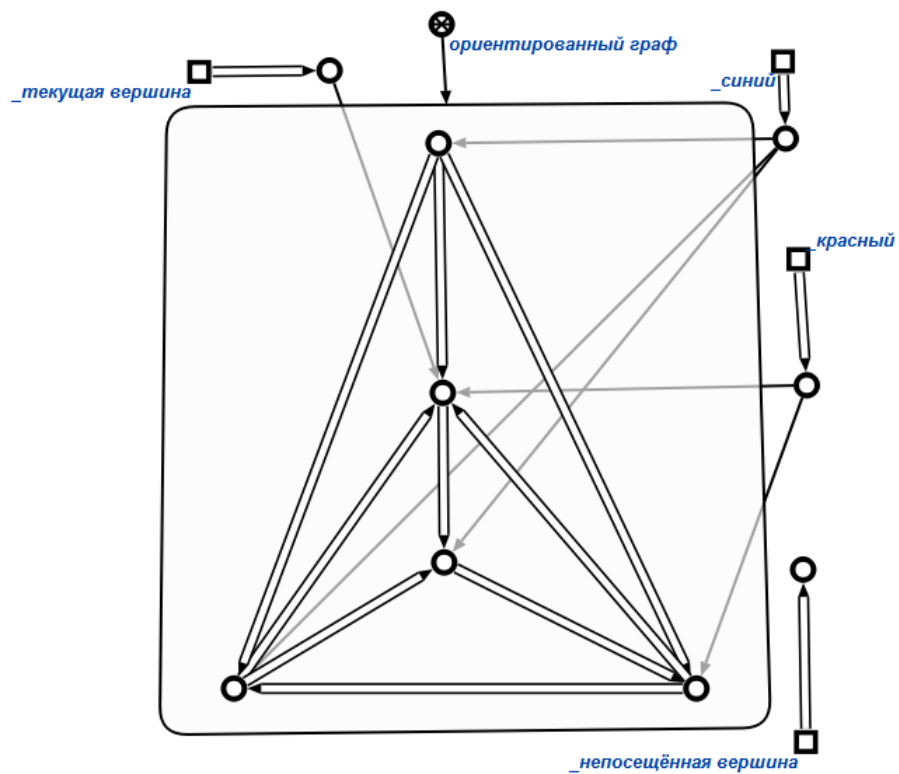 ориентированный граф
_текущая вершина
_синий
_красный
_непосещённая вершина